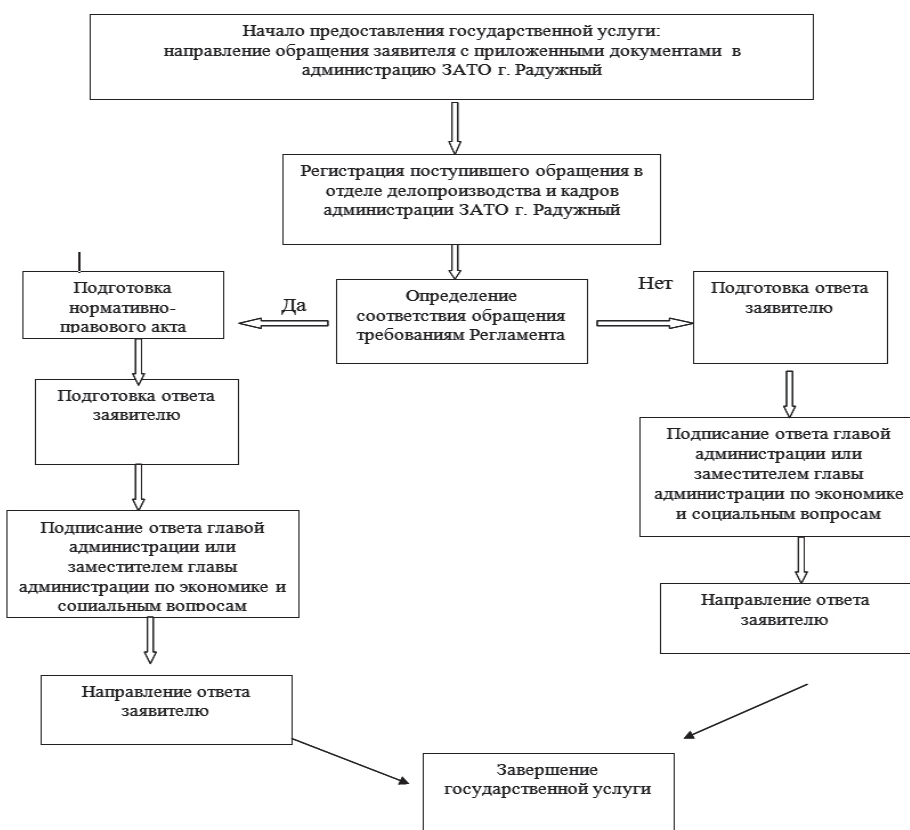 Начало предоставления государственной услуги:
направление обращения заявителя с приложенными документами в
администрацию ЗАТО г. Радужный
Регистрация поступившего обращения в
отделе делопроизводства и кадров
администрации ЗАТО г. Радужный
Подготовка
нормативно-
правового акта
Да
Определение
соответствия обращения
требованиям Регламента
Нет
Подготовка ответа
заявителю
Подготовка ответа
заявителю
Подписание ответа главой
администрации или
заместителем главы
администрации по экономике
и социальным вопросам
Подписание ответа главой
администрации или
заместителем главы
администрации по экономике и
социальным вопросам
Направление ответа
заявителю
Направление ответа
заявителю
Завершение
государственной услуги